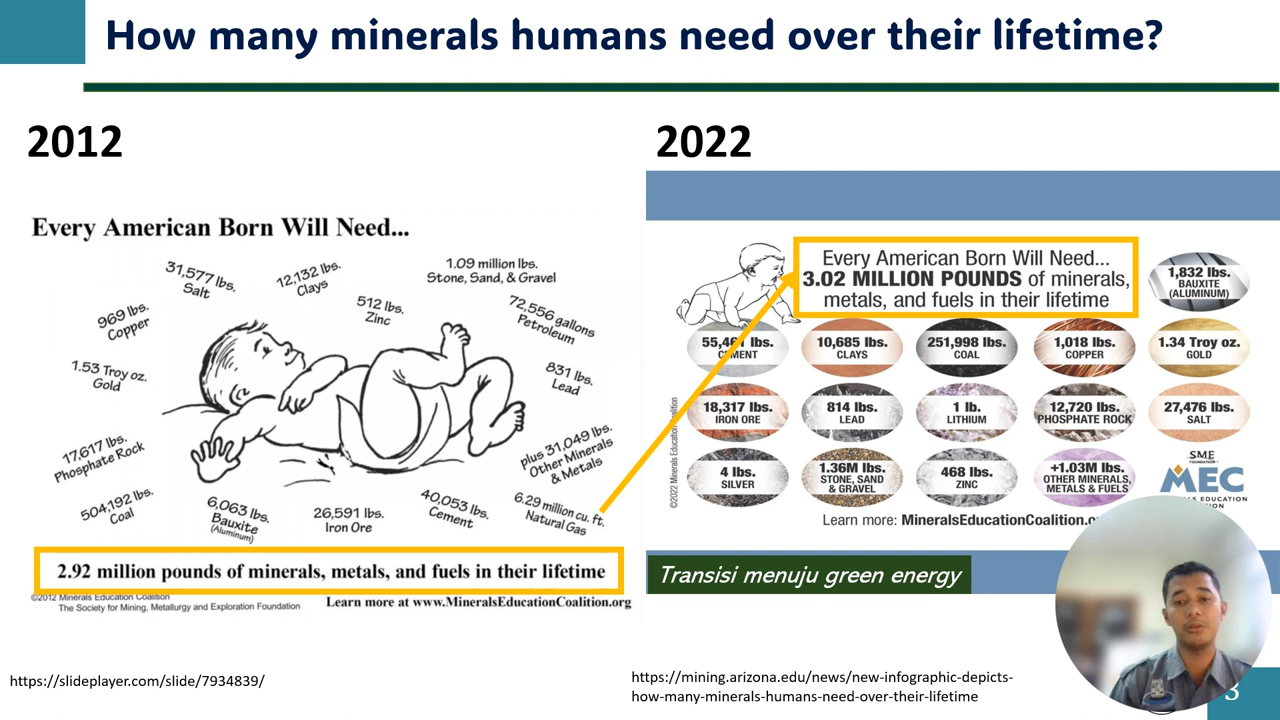 How many minerals humans need over their lifetime?
2012
Every American Born Will Need...
31,577 lbs.
Salt
12,132 lbs.
Clays
1.09 million lbs.
Stone, Sand, & Gravel
969 lbs.
Copper
512 lbs.
Zinc
72,556 gallons
Petroleum
1.53 Troy oz.
Gold
831 lbs.
Lead
17,617 lbs.
Phosphate Rock
Plus 31,049 lbs.
Other Minerals
& Metals
504,192 lbs.
Coal
6,063 lbs.
Bauxite
(Aluminum)
26,591 lbs.
Iron Ore
40,053 lbs.
Cement
6.29 million cu. ft.
Natural Gas
2.92 million pounds of minerals, metals, and fuels in their lifetime
©2012 Minerals Education Coalition
The Society for Mining, Metallurgy and Exploration Foundation
Learn more at www.MineralsEducationCoalition.org
https://slideplayer.com/slide/7934839/
2022
Every American Born Will Need...
3.02 MILLION POUNDS of minerals,
metals, and fuels in their lifetime
1,832 lbs.
BAUXITE
(ALUMINUM)
lbs.
10,685 lbs.
CLAYS
251,998 lbs.
COAL
1,018 lbs.
COPPER
1.34 Troy oz.
GOLD
18,317 lbs.
IRON ORE
814 lbs.
LEAD
1 lb.
LITHIUM
12,720 lbs.
PHOSPHATE ROCK
27,476 lbs.
SALT
4 lbs.
SILVER
1.36M lbs.
STONE, SAND
& GRAVEL
468 lbs.
ZINC
+1.03M lbs.
OTHER MINERALS,
METALS & FUELS
SME
FOUNDATION
MEC
EDUCATION
©2022 Minerals Education
Learn more: MineralsEducationCoalition.o
Transisi menuju green energy
https://mining.arizona.edu/news/new-infographic-depicts-
how-many-minerals-humans-need-over-their-lifetime
3